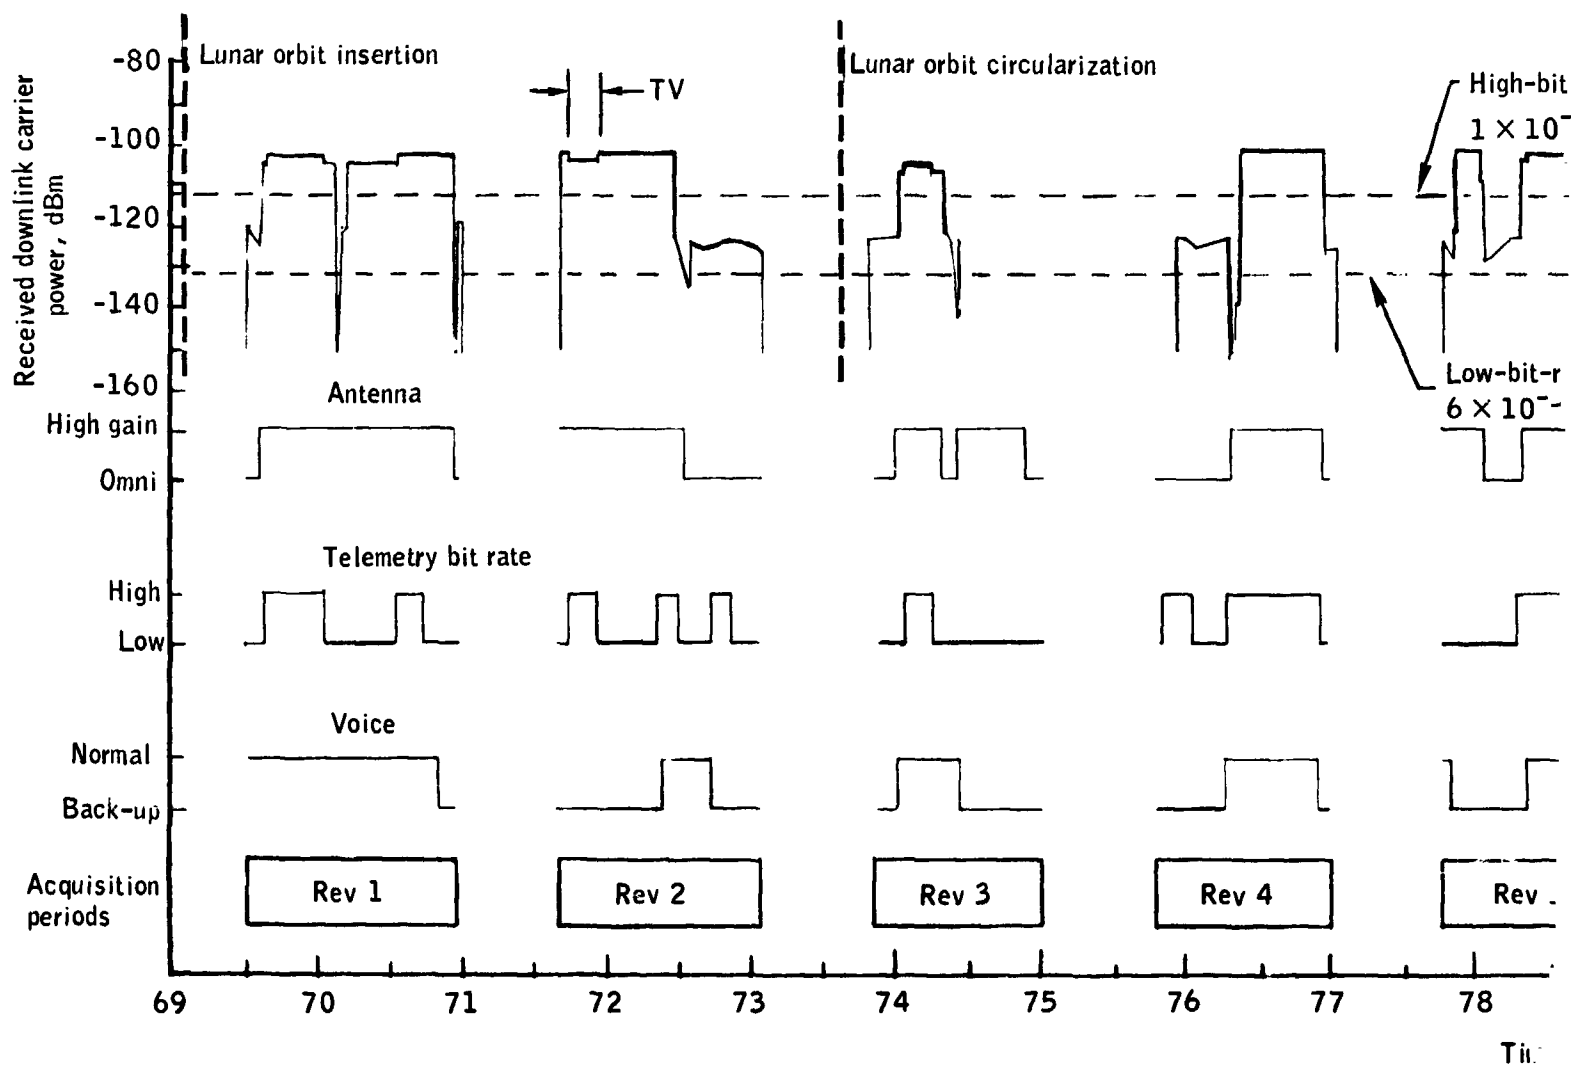 Lunar orbit insertion
Lunar orbit circularization
TV
High-bit
1 × 10⁻
Low-bit-r
6 × 10⁻
Received downlink carrier
power, dBm
-80
-100
-120
-140
-160
Antenna
High gain
Omni
Telemetry bit rate
High
Low
Voice
Normal
Back-up
Acquisition
periods
Rev 1
Rev 2
Rev 3
Rev 4
Rev
69 70 71 72 73 74 75 76 77 78